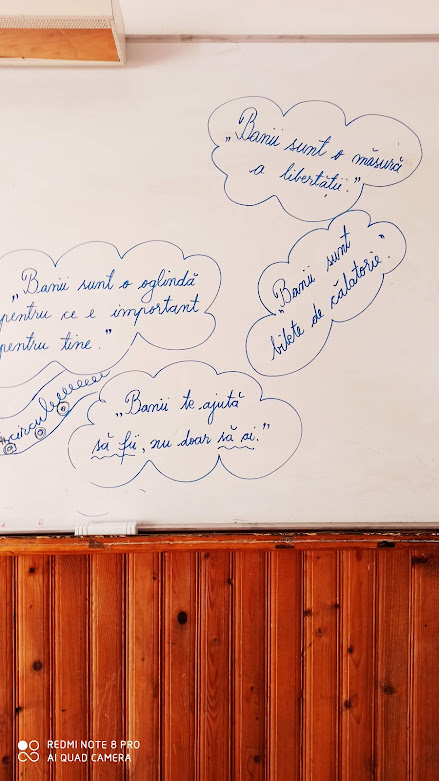 „Banii sunt o măsură
a libertății.”
„Banii sunt
bilete de călatorie.”
„Banii sunt o oglindă
pentru ce e important
pentru tine.”
„Banii te ajută
să fii, nu doar să ai.”
REDMI NOTE 8 PRO
AI QUAD CAMERA